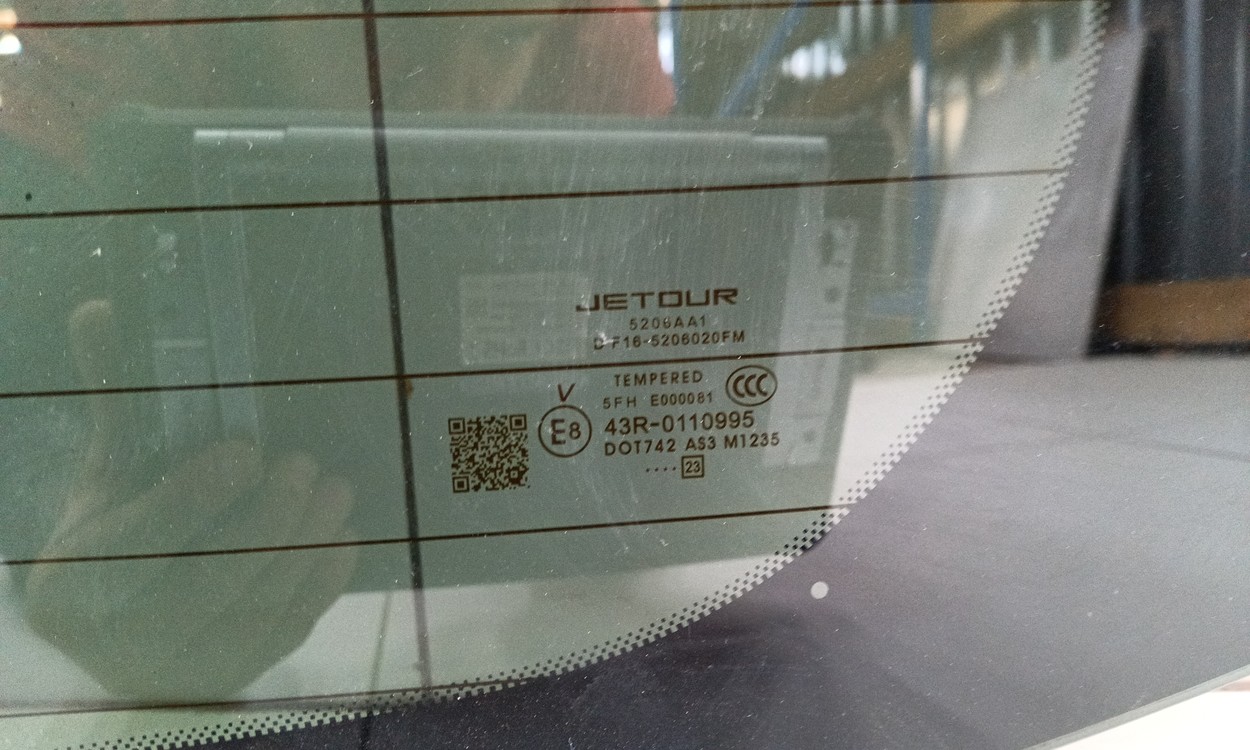 JETOUR
5206AA1
D F16-5206020FM
V
TEMPERED
CCC
5FH E000081
E8
43R-0110995
DOT742 AS3 M1235
....23